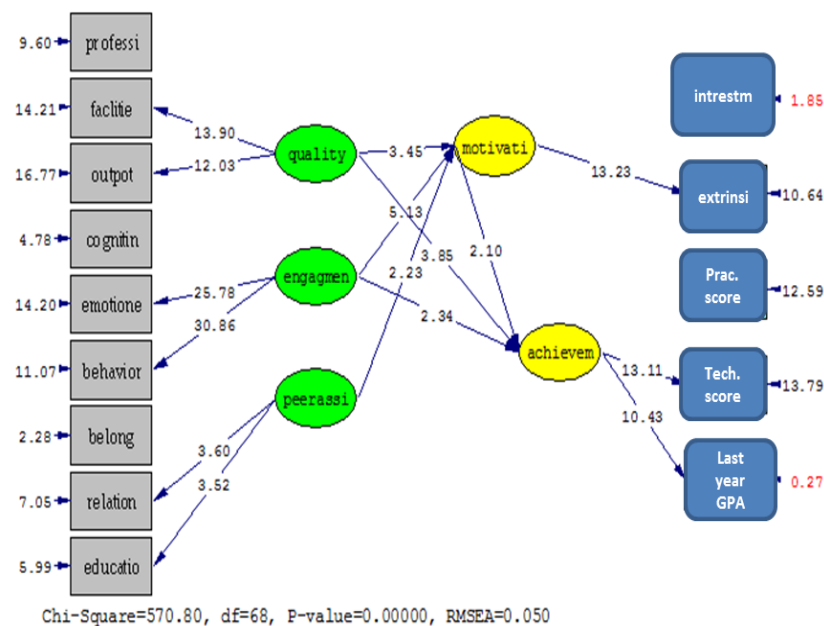 9.60 professi
14.21 faclitie
16.77 outpot
4.78 cognitin
14.20 emotione
11.07 behavior
2.28 belong
7.05 relation
5.99 educatio
13.90
12.03
25.78
30.86
3.60
3.52
quality
engagmen
peerassi
3.45
5.13
3.85
2.23
2.34
2.10
motivati
achievem
13.23
13.11
10.43
intrestm 1.85
extrinsi 10.64
Prac.
score 12.59
Tech.
score 13.79
Last
year
GPA 0.27
Chi-Square=570.80, df=68, P-value=0.00000, RMSEA=0.050